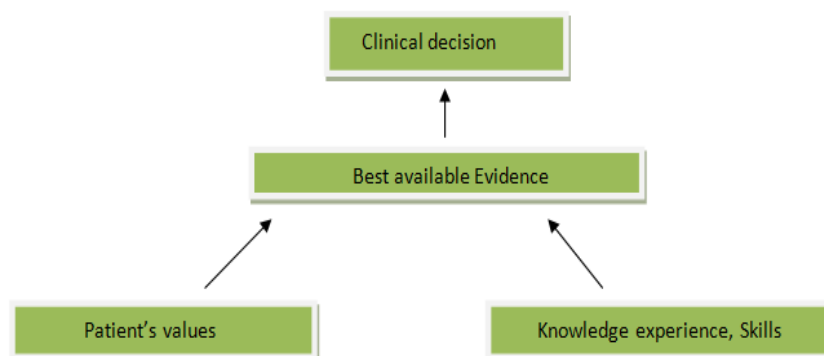 Clinical decision
Best available Evidence
Patient’s values
Knowledge experience, Skills